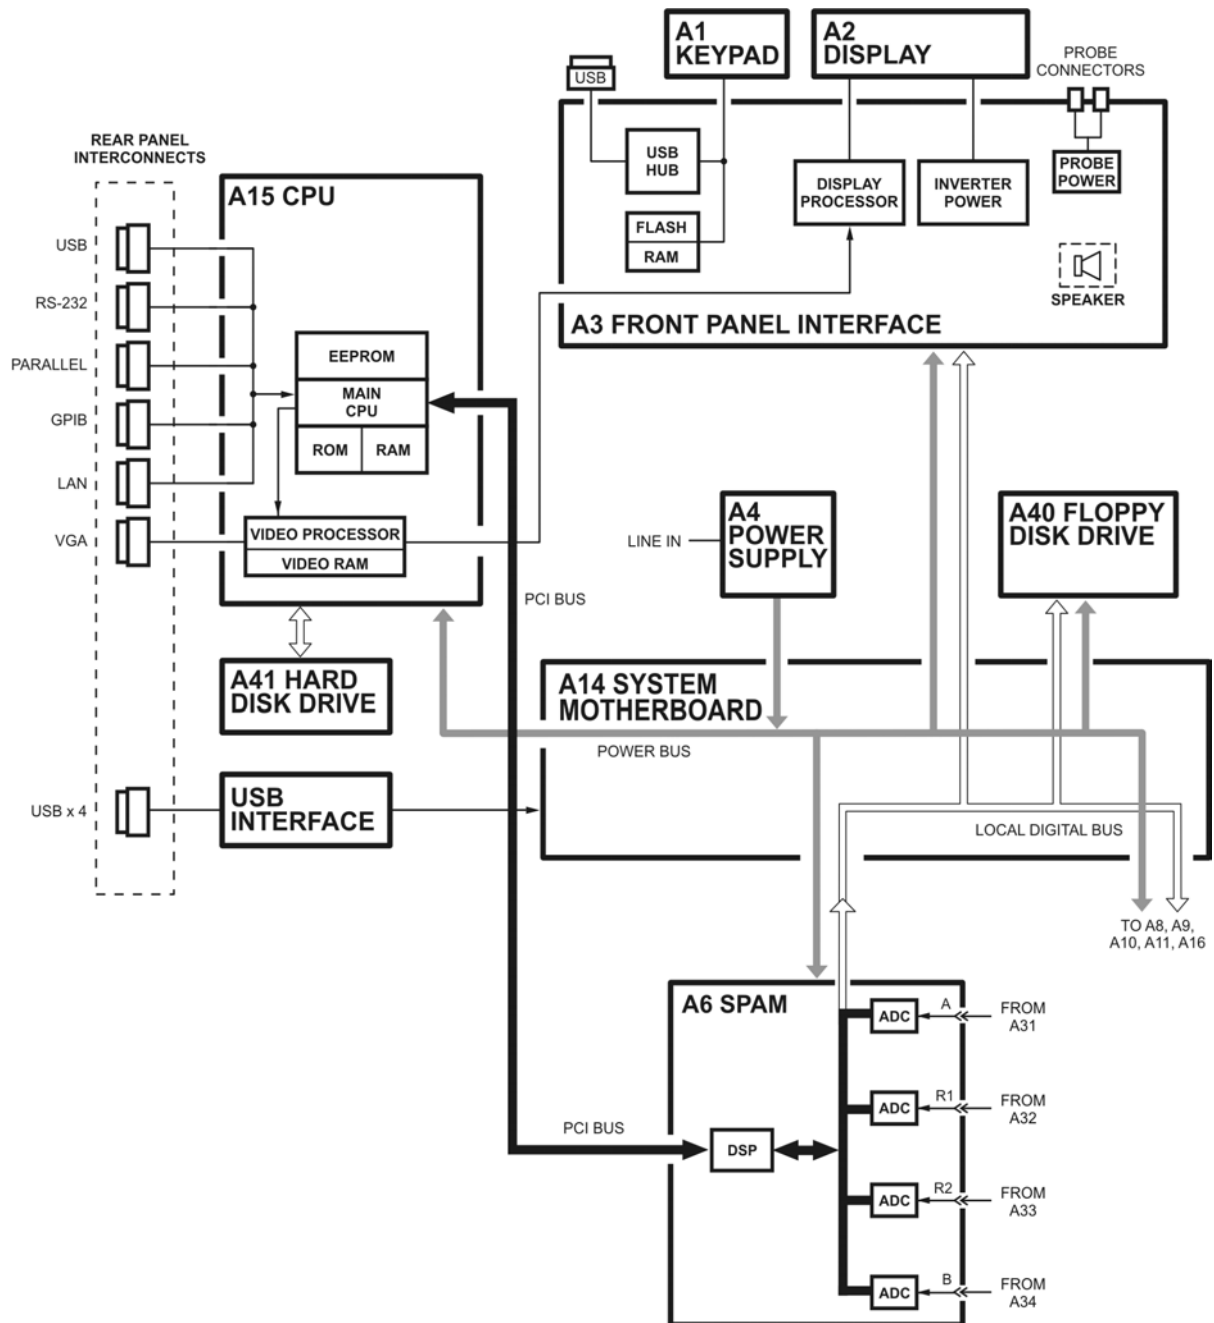 A1
KEYPAD
A2
DISPLAY
PROBE
CONNECTORS
USB
USB
HUB
FLASH
RAM
DISPLAY
PROCESSOR
INVERTER
POWER
PROBE
POWER
SPEAKER
A3 FRONT PANEL INTERFACE
REAR PANEL
INTERCONNECTS
USB
RS-232
PARALLEL
GPIB
LAN
VGA
A15 CPU
EEPROM
MAIN
CPU
ROM
RAM
VIDEO PROCESSOR
VIDEO RAM
PCI BUS
LINE IN
A4
POWER
SUPPLY
A40 FLOPPY
DISK DRIVE
A41 HARD
DISK DRIVE
A14 SYSTEM
MOTHERBOARD
POWER BUS
USB x 4
USB
INTERFACE
LOCAL DIGITAL BUS
TO A8, A9,
A10, A11, A16
A6 SPAM
ADC
A
FROM
A31
ADC
R1
FROM
A32
PCI BUS
DSP
ADC
R2
FROM
A33
ADC
B
FROM
A34